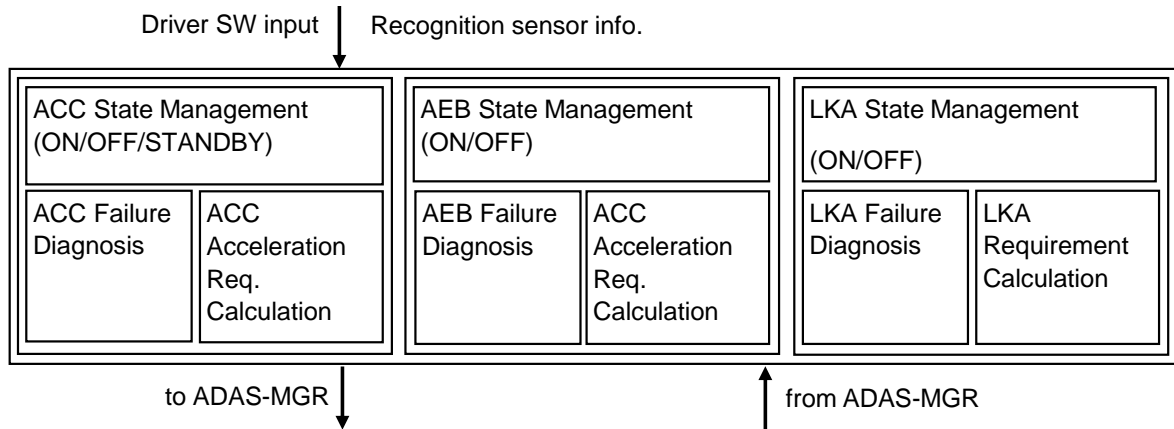 Driver SW input
Recognition sensor info.
ACC State Management
(ON/OFF/STANDBY)
ACC Failure
Diagnosis
ACC
Acceleration
Req.
Calculation
AEB State Management
(ON/OFF)
AEB Failure
Diagnosis
ACC
Acceleration
Req.
Calculation
LKA State Management
(ON/OFF)
LKA Failure
Diagnosis
LKA
Requirement
Calculation
to ADAS-MGR
from ADAS-MGR